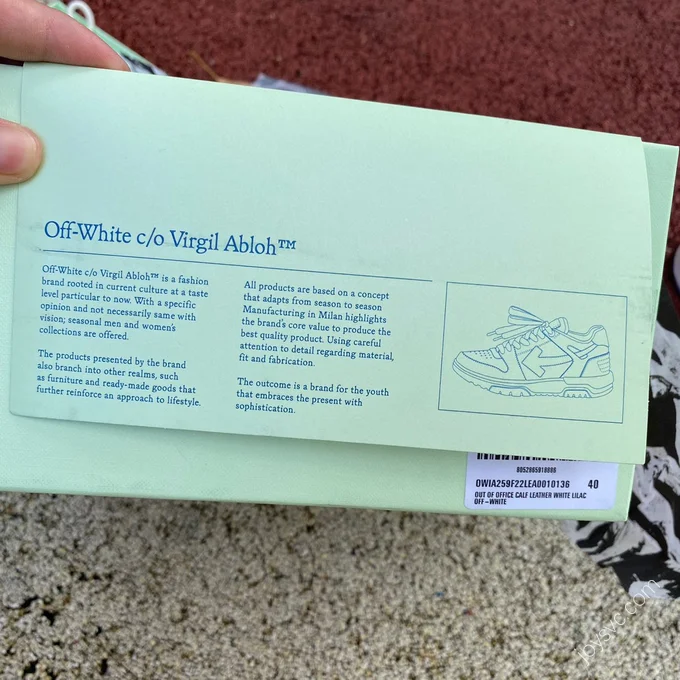 Off-White c/o Virgil Abloh™
Off-White c/o Virgil Abloh™ is a fashion
brand rooted in current culture at a taste
level particular to now. With a specific
opinion and not necessarily same with
vision; seasonal men and women's
collections are offered.
The products presented by the brand
also branch into other realms, such
as furniture and ready-made goods that
further reinforce an approach to lifestyle.
All products are based on a concept
that adapts from season to season
Manufacturing in Milan highlights
the brand's core value to produce the
best quality product. Using careful
attention to detail regarding material,
fit and fabrication.
The outcome is a brand for the youth
that embraces the present with
sophistication.
OWIA259F22LEA0010136 40
OUT OF OFFICE CALF LEATHER WHITE LILAC
OFF-WHITE
joysvc.com